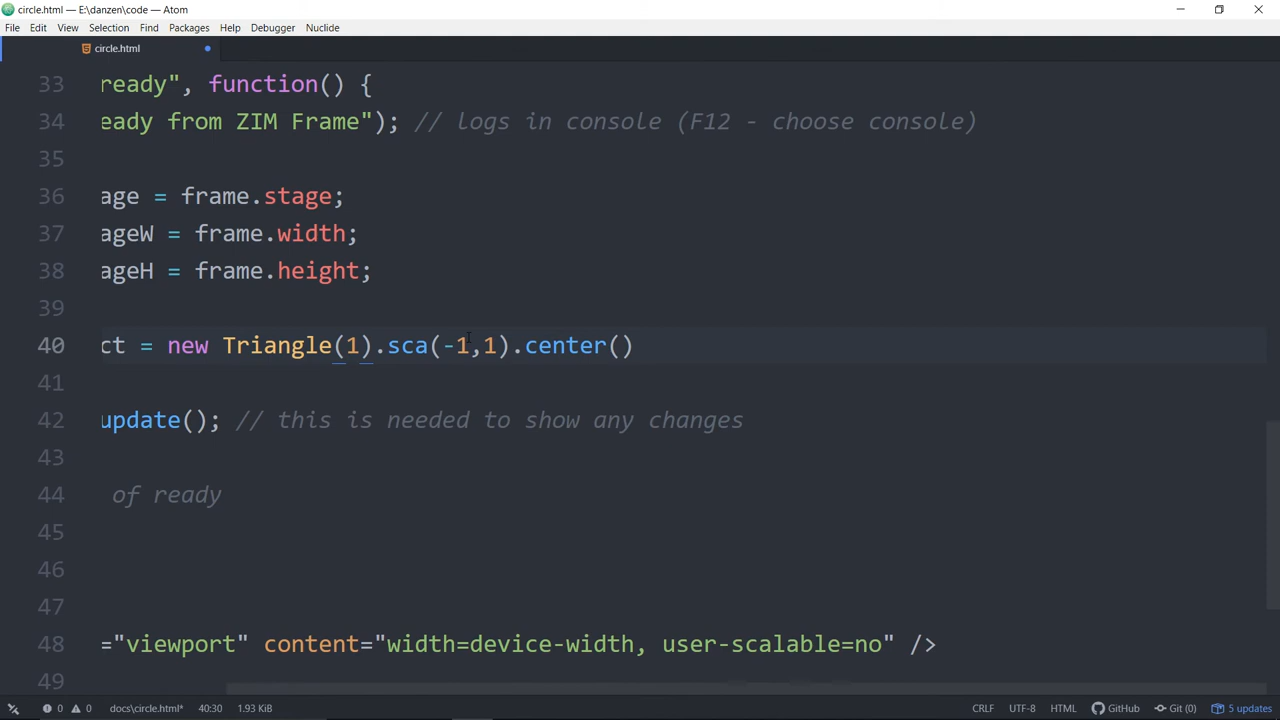 circle.html — E:\danzen\code — Atom
File Edit View Selection Find Packages Help Debugger Nuclide
circle.html
33 ready", function() {
34 eady from ZIM Frame"); // logs in console (F12 - choose console)
35
36 age = frame.stage;
37 ageW = frame.width;
38 ageH = frame.height;
39
40 ct = new Triangle(1).sca(-1,1).center()
41
42 update(); // this is needed to show any changes
43
44 of ready
45
46
47
48 ="viewport" content="width=device-width, user-scalable=no" />
49
0 0 docs\circle.html* 40:30 1.93 KiB CRLF UTF-8 HTML GitHub Git (0) 5 updates